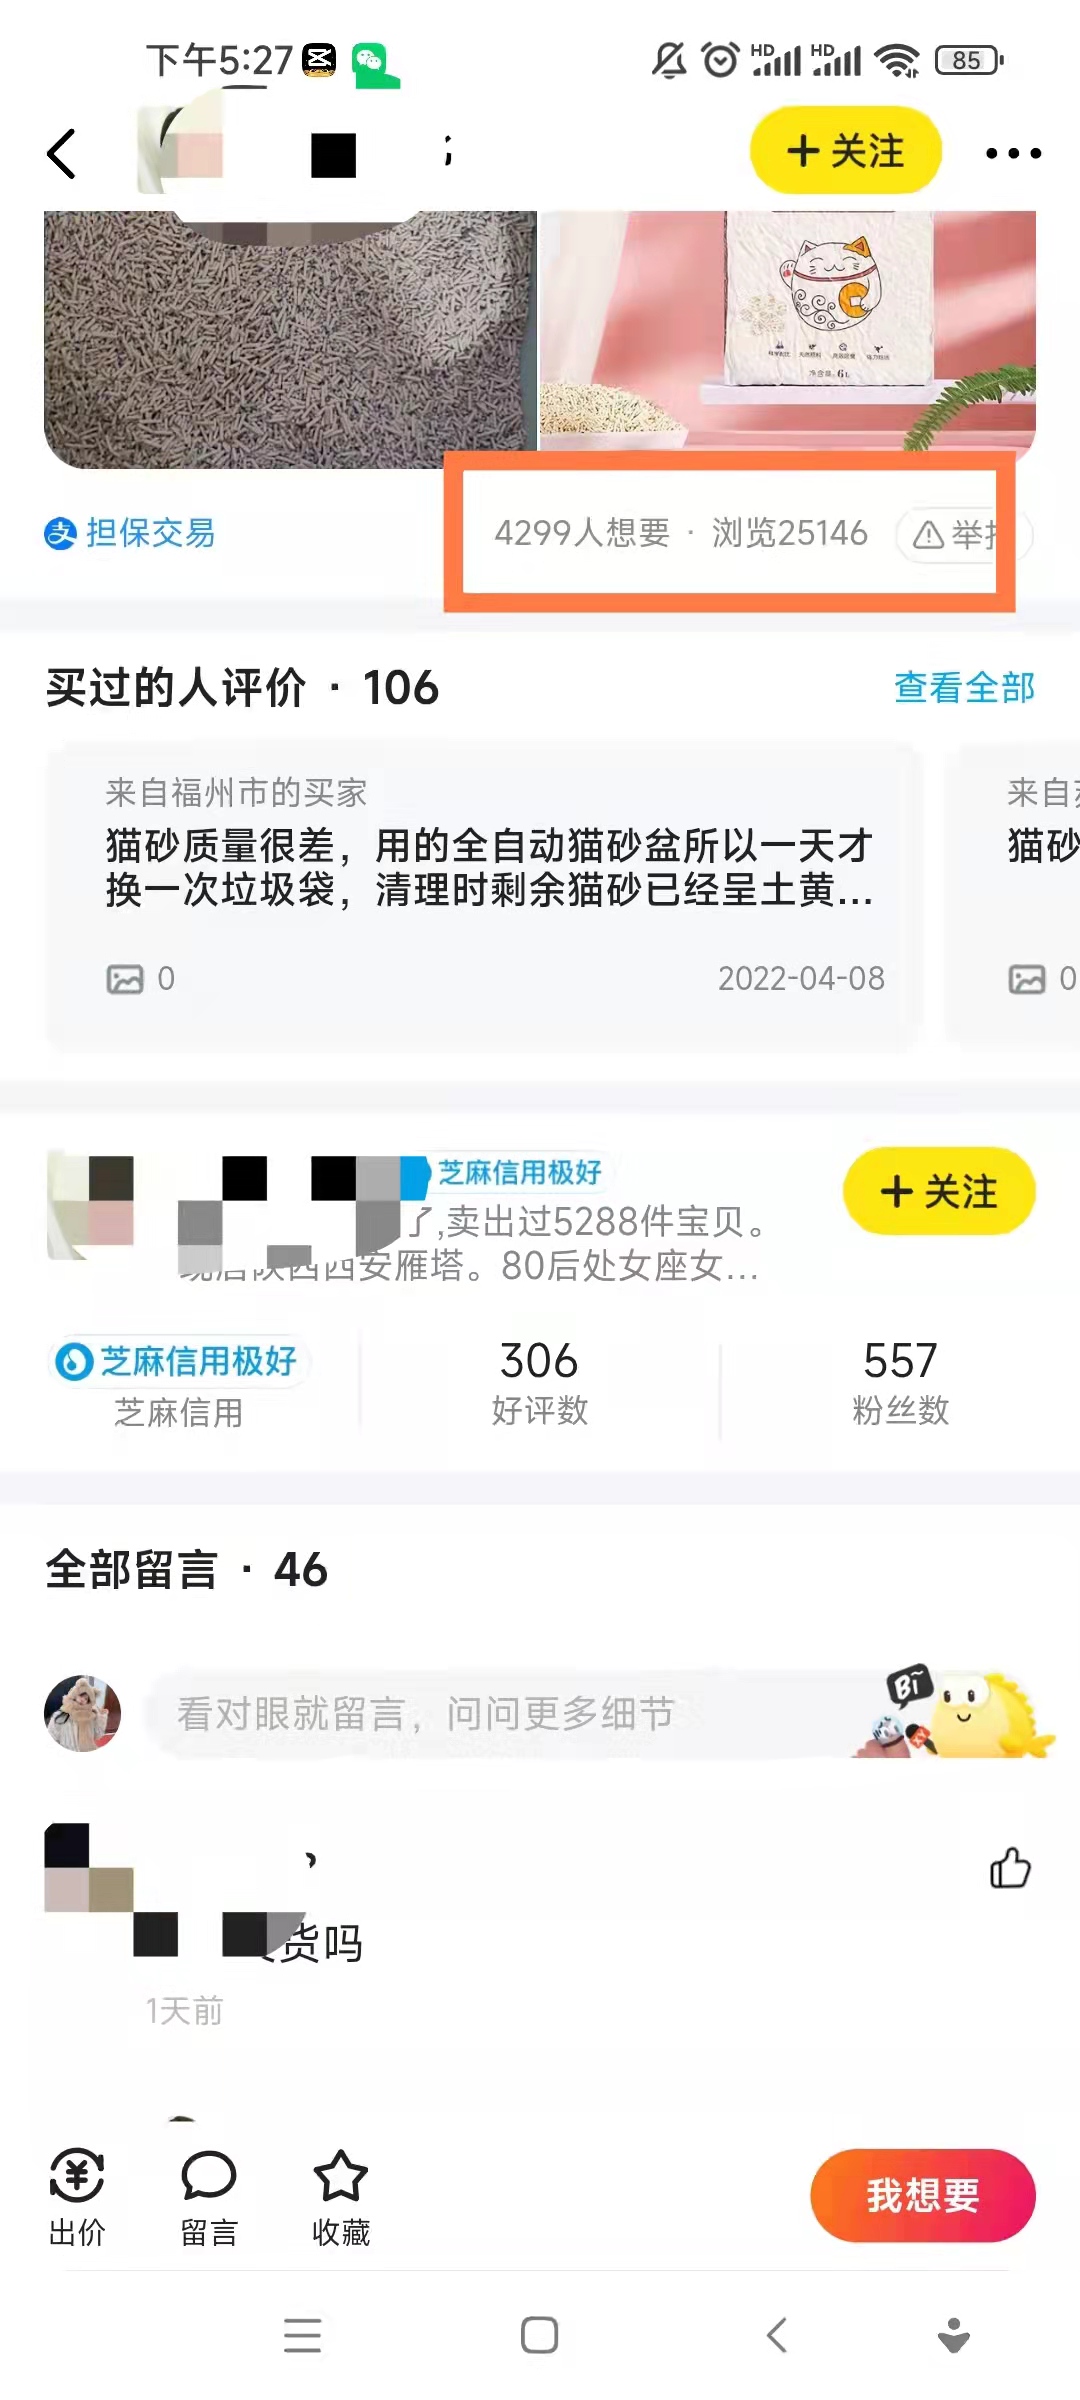 下午5:27
HD
HD
85
+ 关注
净含量: 6L
担保交易
4299人想要 · 浏览25146
举
买过的人评价 · 106
查看全部
来自福州市的买家
猫砂质量很差，用的全自动猫砂盆所以一天才
换一次垃圾袋，清理时剩余猫砂已经呈土黄...
0
2022-04-08
来自
猫砂
0
芝麻信用极好
+ 关注
了,卖出过5288件宝贝。
西安雁塔。80后处女座女...
芝麻信用极好
芝麻信用
306
好评数
557
粉丝数
全部留言 · 46
看对眼就留言，问问更多细节
Bi~
货吗
1天前
出价
留言
收藏
我想要